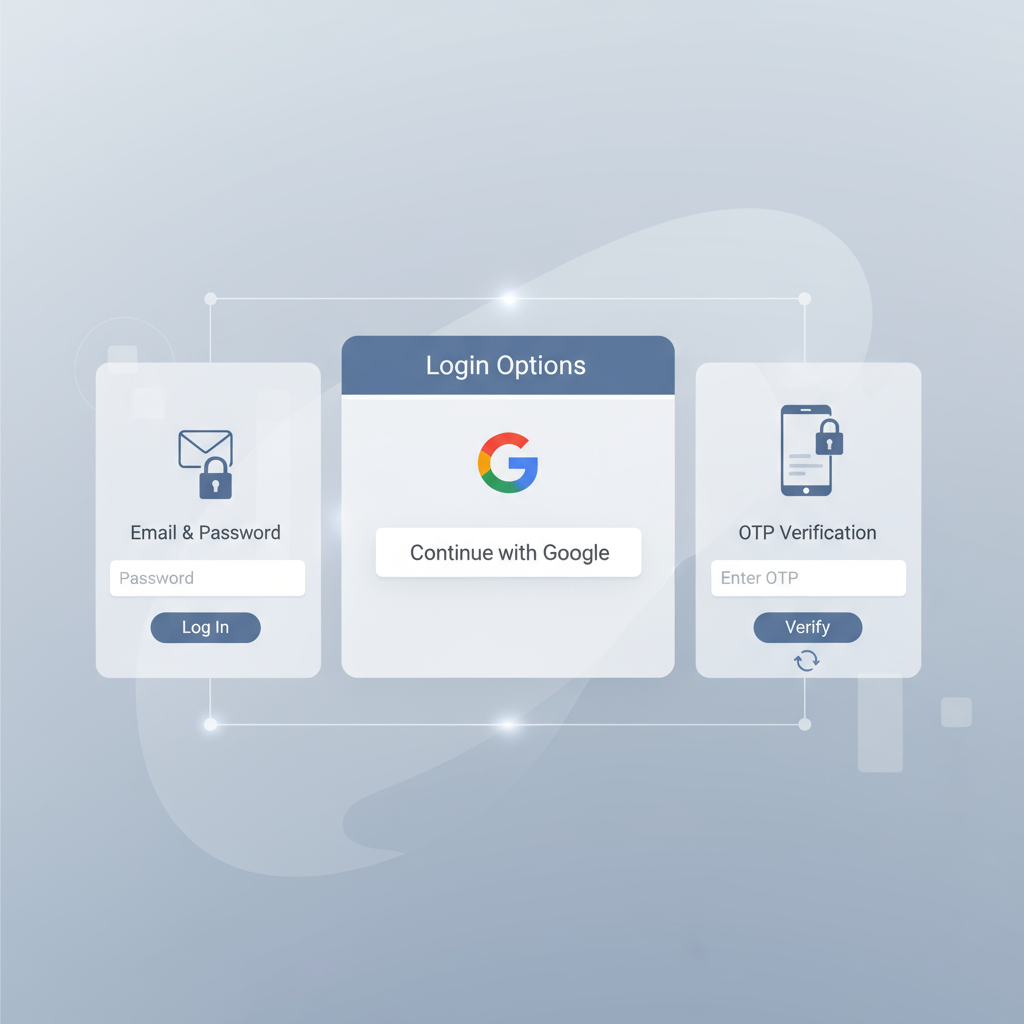 Login Options
Email & Password
Password
Log In
Continue with Google
OTP Verification
Enter OTP
Verify